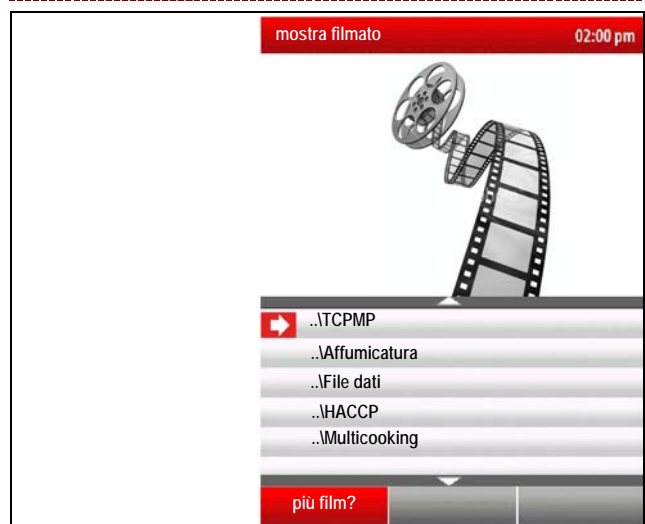 mostra filmato 02:00 pm
..\TCPMP
..\Affumicatura
..\File dati
..\HACCP
..\Multicooking
più film?